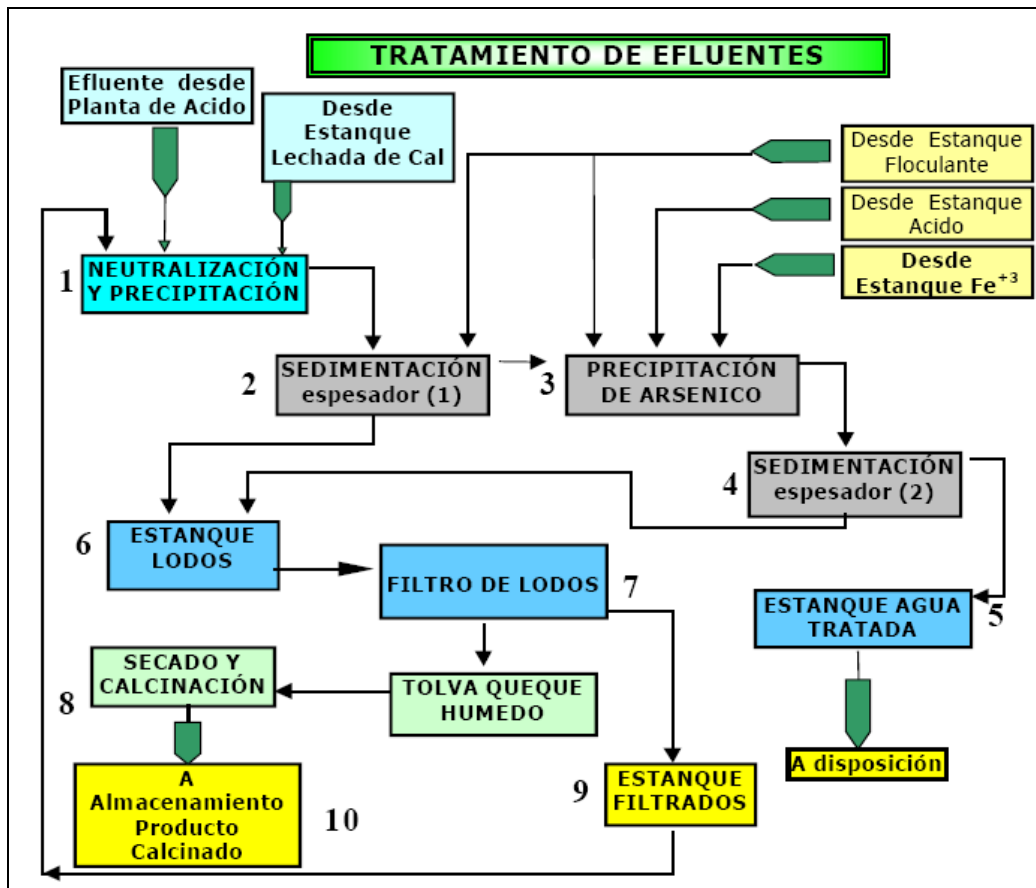 TRATAMIENTO DE EFLUENTES
Efluente desde
Planta de Acido
Desde
Estanque
Lechada de Cal
Desde Estanque
Floculante
Desde Estanque
Acido
Desde
Estanque Fe+3
1
NEUTRALIZACIÓN
Y PRECIPITACIÓN
2
SEDIMENTACIÓN
espesador (1)
3
PRECIPITACIÓN
DE ARSENICO
4
SEDIMENTACIÓN
espesador (2)
6
ESTANQUE
LODOS
FILTRO DE LODOS
7
ESTANQUE AGUA
TRATADA
5
8
SECADO Y
CALCINACIÓN
TOLVA QUEQUE
HUMEDO
A disposición
A
Almacenamiento
Producto
Calcinado
10
9
ESTANQUE
FILTRADOS